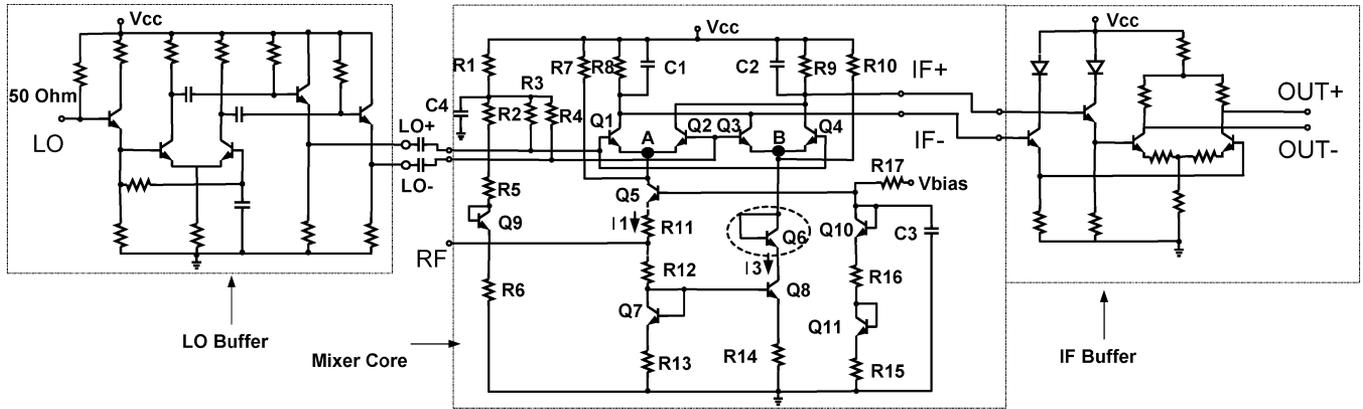 Vcc
50 Ohm
LO
LO+
LO-
LO Buffer
Vcc
R1
R2
R3
R4
R7
R8
C1
C2
R9
R10
C4
Q1
A
Q2
Q3
B
Q4
R5
Q9
Q5
I1
R11
Q6
I3
R17
Vbias
Q10
C3
RF
R12
R16
R6
Q7
Q8
Q11
R13
R14
R15
Mixer Core
IF+
IF-
Vcc
OUT+
OUT-
IF Buffer